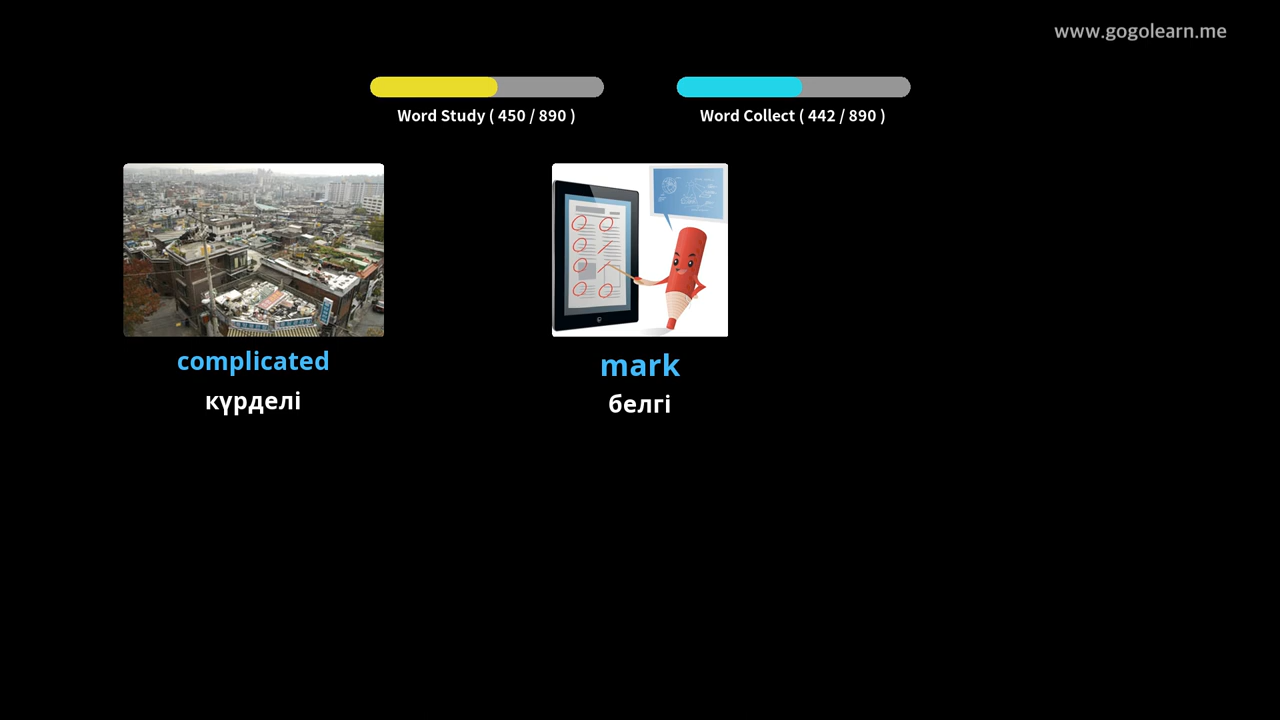 www.gogolearn.me
Word Study ( 450 / 890 )
Word Collect ( 442 / 890 )
complicated
күрделі
mark
белгі